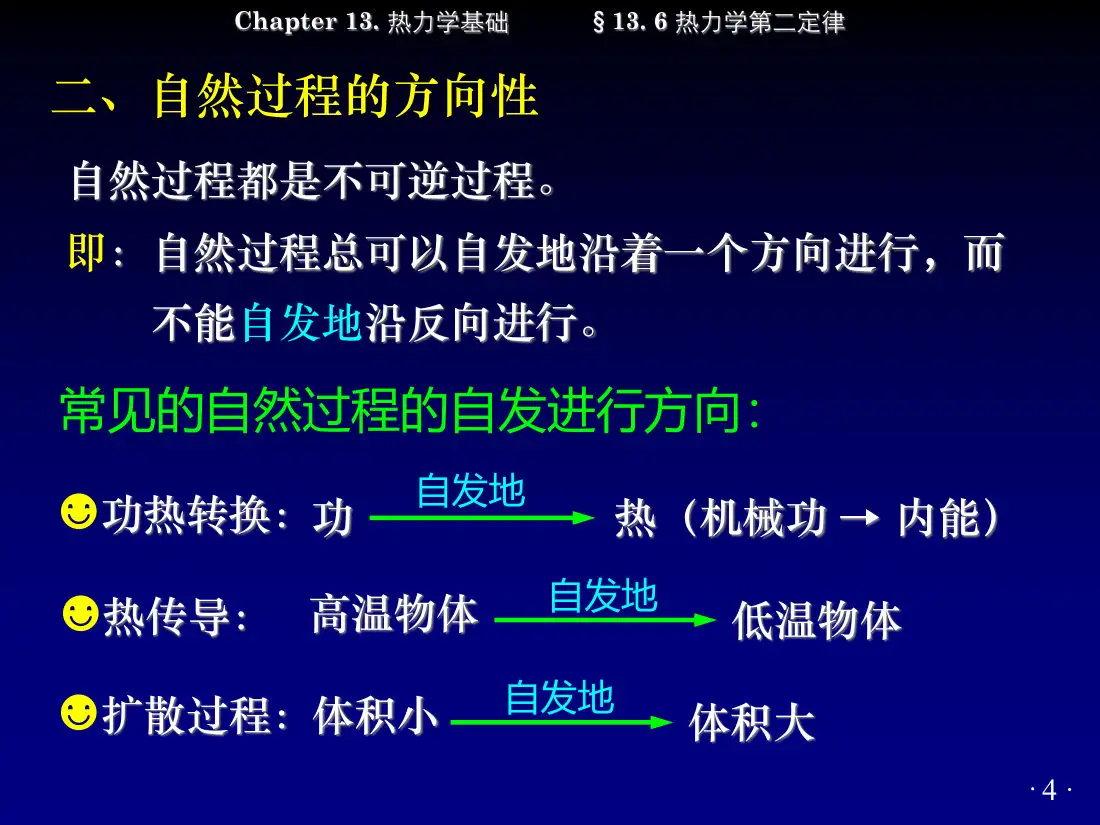 Chapter 13. 热力学基础 §13. 6 热力学第二定律
二、自然过程的方向性
自然过程都是不可逆过程。
即：自然过程总可以自发地沿着一个方向进行，而
不能自发地沿反向进行。
常见的自然过程的自发进行方向：
功热转换：功 自发地 热（机械功 → 内能）
热传导： 高温物体 自发地 低温物体
扩散过程：体积小 自发地 体积大
· 4 ·